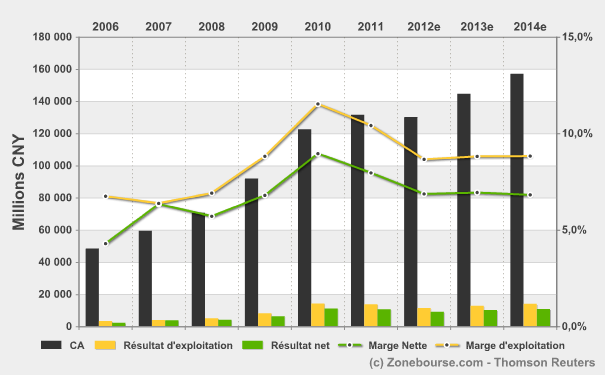 2006 2007 2008 2009 2010 2011 2012e 2013e 2014e
180 000 15,0%
160 000
140 000
120 000 10,0%
100 000
80 000
60 000 5,0%
40 000
20 000
0 0,0%
Millions CNY
CA Résultat d'exploitation Résultat net Marge Nette Marge d'exploitation
(c) Zonebourse.com - Thomson Reuters